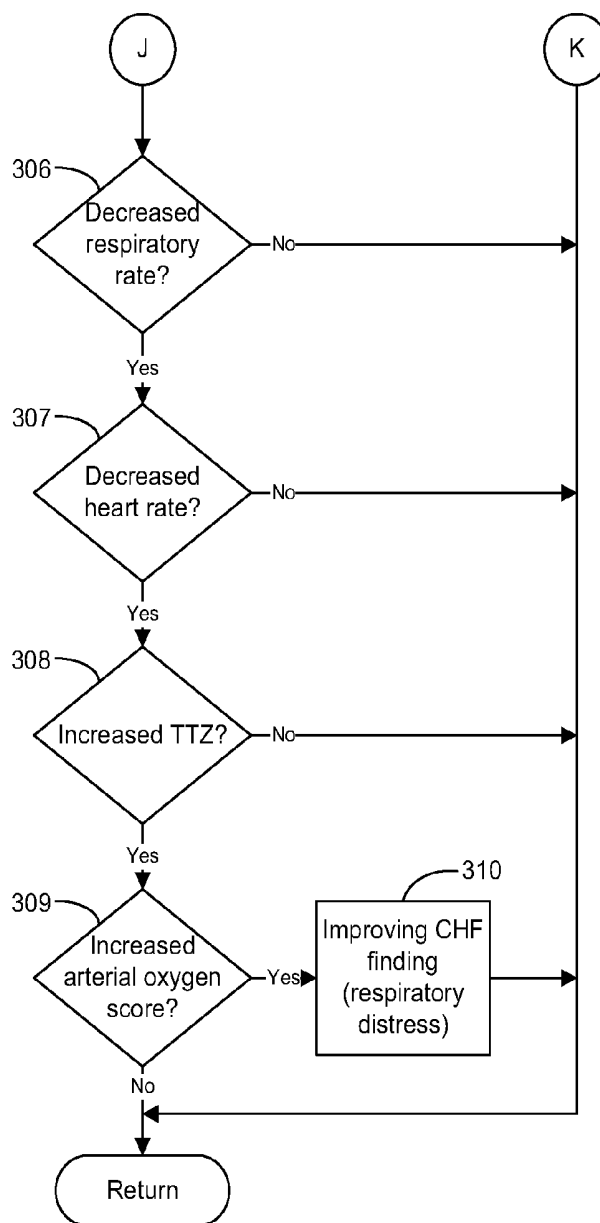 J
K
306
Decreased
respiratory
rate?
No
Yes
307
Decreased
heart rate?
No
Yes
308
Increased TTZ?
No
Yes
309
Increased
arterial oxygen
score?
Yes
310
Improving CHF
finding
(respiratory
distress)
No
Return